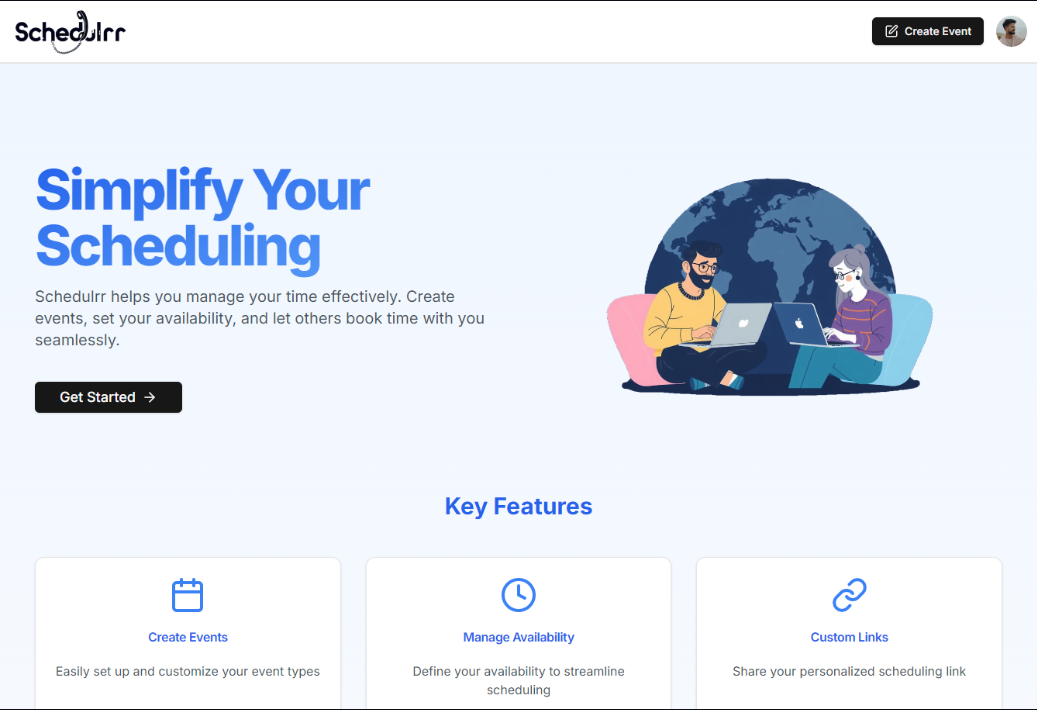 Schedulrr
Create Event
Simplify Your
Scheduling
Schedulrr helps you manage your time effectively. Create
events, set your availability, and let others book time with you
seamlessly.
Get Started →
Key Features
Create Events
Easily set up and customize your event types
Manage Availability
Define your availability to streamline
scheduling
Custom Links
Share your personalized scheduling link